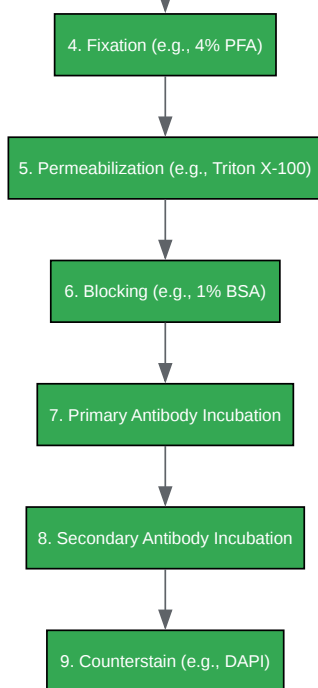 4. Fixation (e.g., 4% PFA)
5. Permeabilization (e.g., Triton X-100)
6. Blocking (e.g., 1% BSA)
7. Primary Antibody Incubation
8. Secondary Antibody Incubation
9. Counterstain (e.g., DAPI)